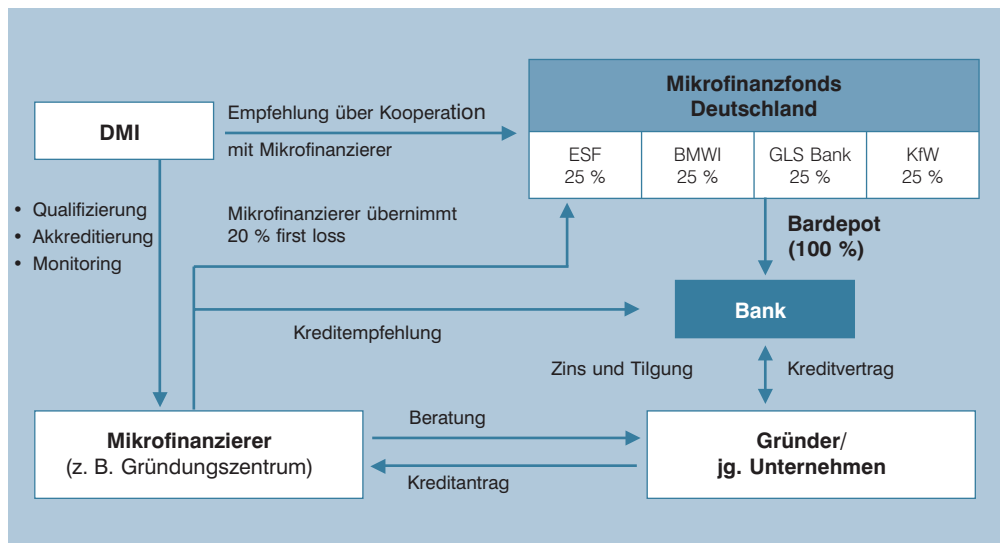 DMI
Empfehlung über Kooperation
mit Mikrofinanzierer
Mikrofinanzfonds
Deutschland
ESF
25 %
BMWI
25 %
GLS Bank
25 %
KfW
25 %
• Qualifizierung
• Akkreditierung
• Monitoring
Mikrofinanzierer übernimmt
20 % first loss
Bardepot
(100 %)
Bank
Kreditempfehlung
Zins und Tilgung
Kreditvertrag
Mikrofinanzierer
(z. B. Gründungszentrum)
Beratung
Kreditantrag
Gründer/
jg. Unternehmen